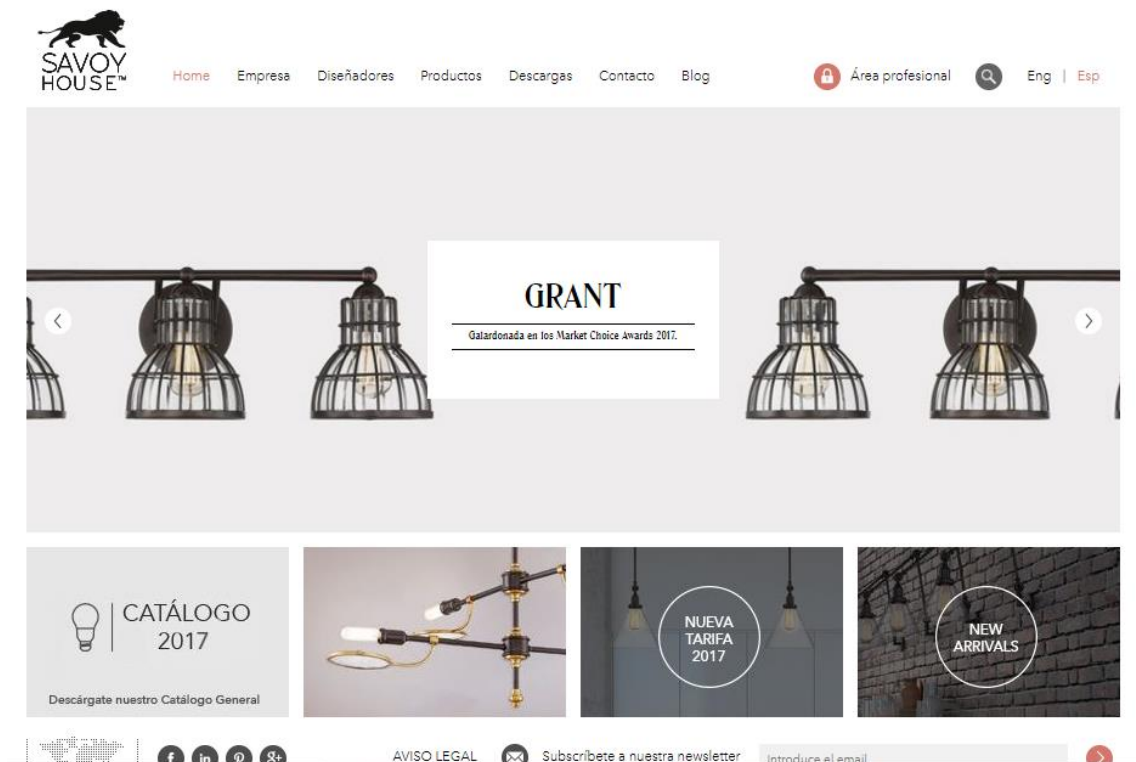 SAVOY
HOUSE™
Home Empresa Diseñadores Productos Descargas Contacto Blog Área profesional Eng | Esp
GRANT
Galardonada en los Market Choice Awards 2017.
CATÁLOGO
2017
Descárgate nuestro Catálogo General
NUEVA
TARIFA
2017
NEW
ARRIVALS
f in g+
AVISO LEGAL Subscríbete a nuestra newsletter Introduce el email